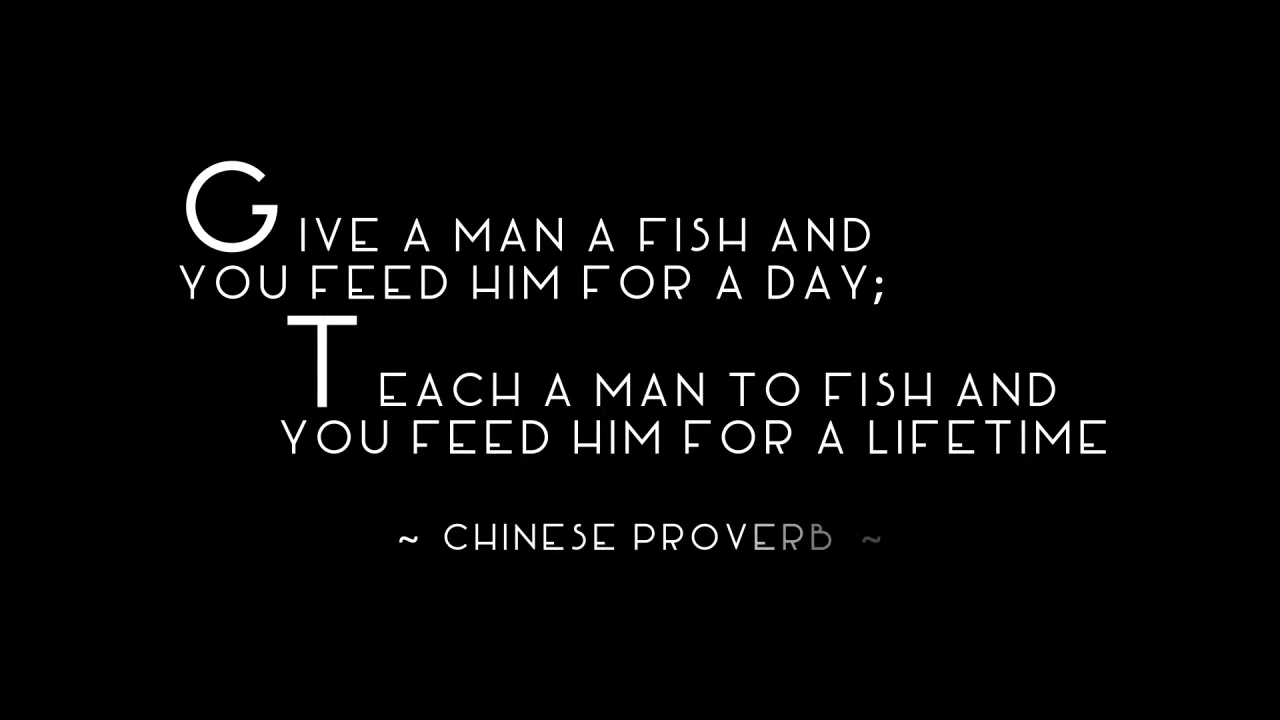 GIVE A MAN A FISH AND
YOU FEED HIM FOR A DAY;
TEACH A MAN TO FISH AND
YOU FEED HIM FOR A LIFETIME
~ CHINESE PROVERB ~